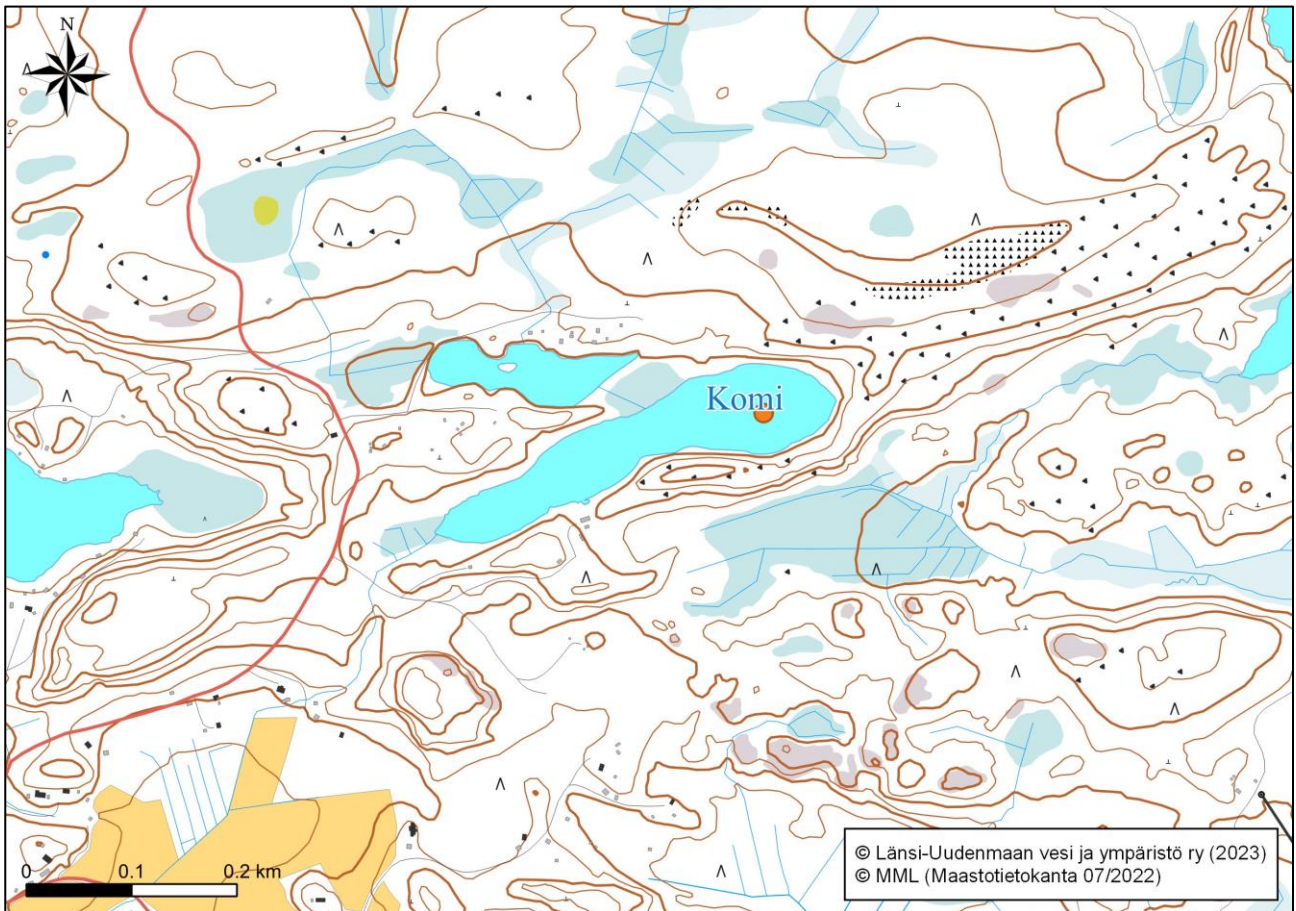 N
Komi
0 0.1 0.2 km
© Länsi-Uudenmaan vesi ja ympäristö ry (2023)
© MML (Maastotietokanta 07/2022)